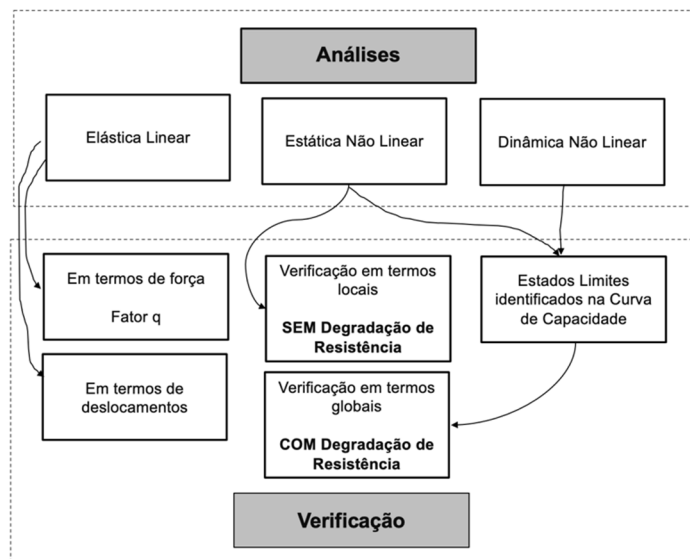 Análises
Elástica Linear
Estática Não Linear
Dinâmica Não Linear
Em termos de força
Fator q
Em termos de
deslocamentos
Verificação em termos
locais
SEM Degradação de
Resistência
Verificação em termos
globais
COM Degradação de
Resistência
Estados Limites
identificados na Curva
de Capacidade
Verificação